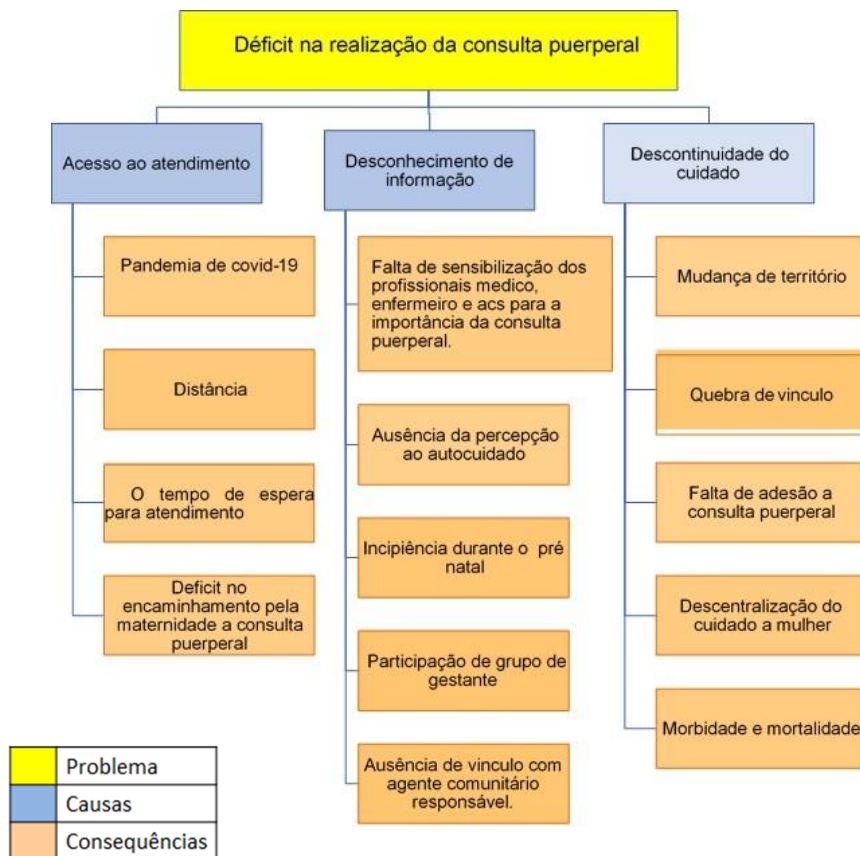 Déficit na realização da consulta puerperal
Acesso ao atendimento
Pandemia de covid-19
Distância
O tempo de espera
para atendimento
Deficit no
encaminhamento pela
maternidade a consulta
puerperal
Desconhecimento de
informação
Falta de sensibilização dos
profissionais medico,
enfermeiro e acs para a
importância da consulta
puerperal.
Ausência da percepção
ao autocuidado
Incipiência durante o pré
natal
Participação de grupo de
gestante
Ausência de vinculo com
agente comunitário
responsável.
Descontinuidade do
cuidado
Mudança de território
Quebra de vinculo
Falta de adesão a
consulta puerperal
Descentralização do
cuidado a mulher
Morbidade e mortalidade
Problema
Causas
Consequências